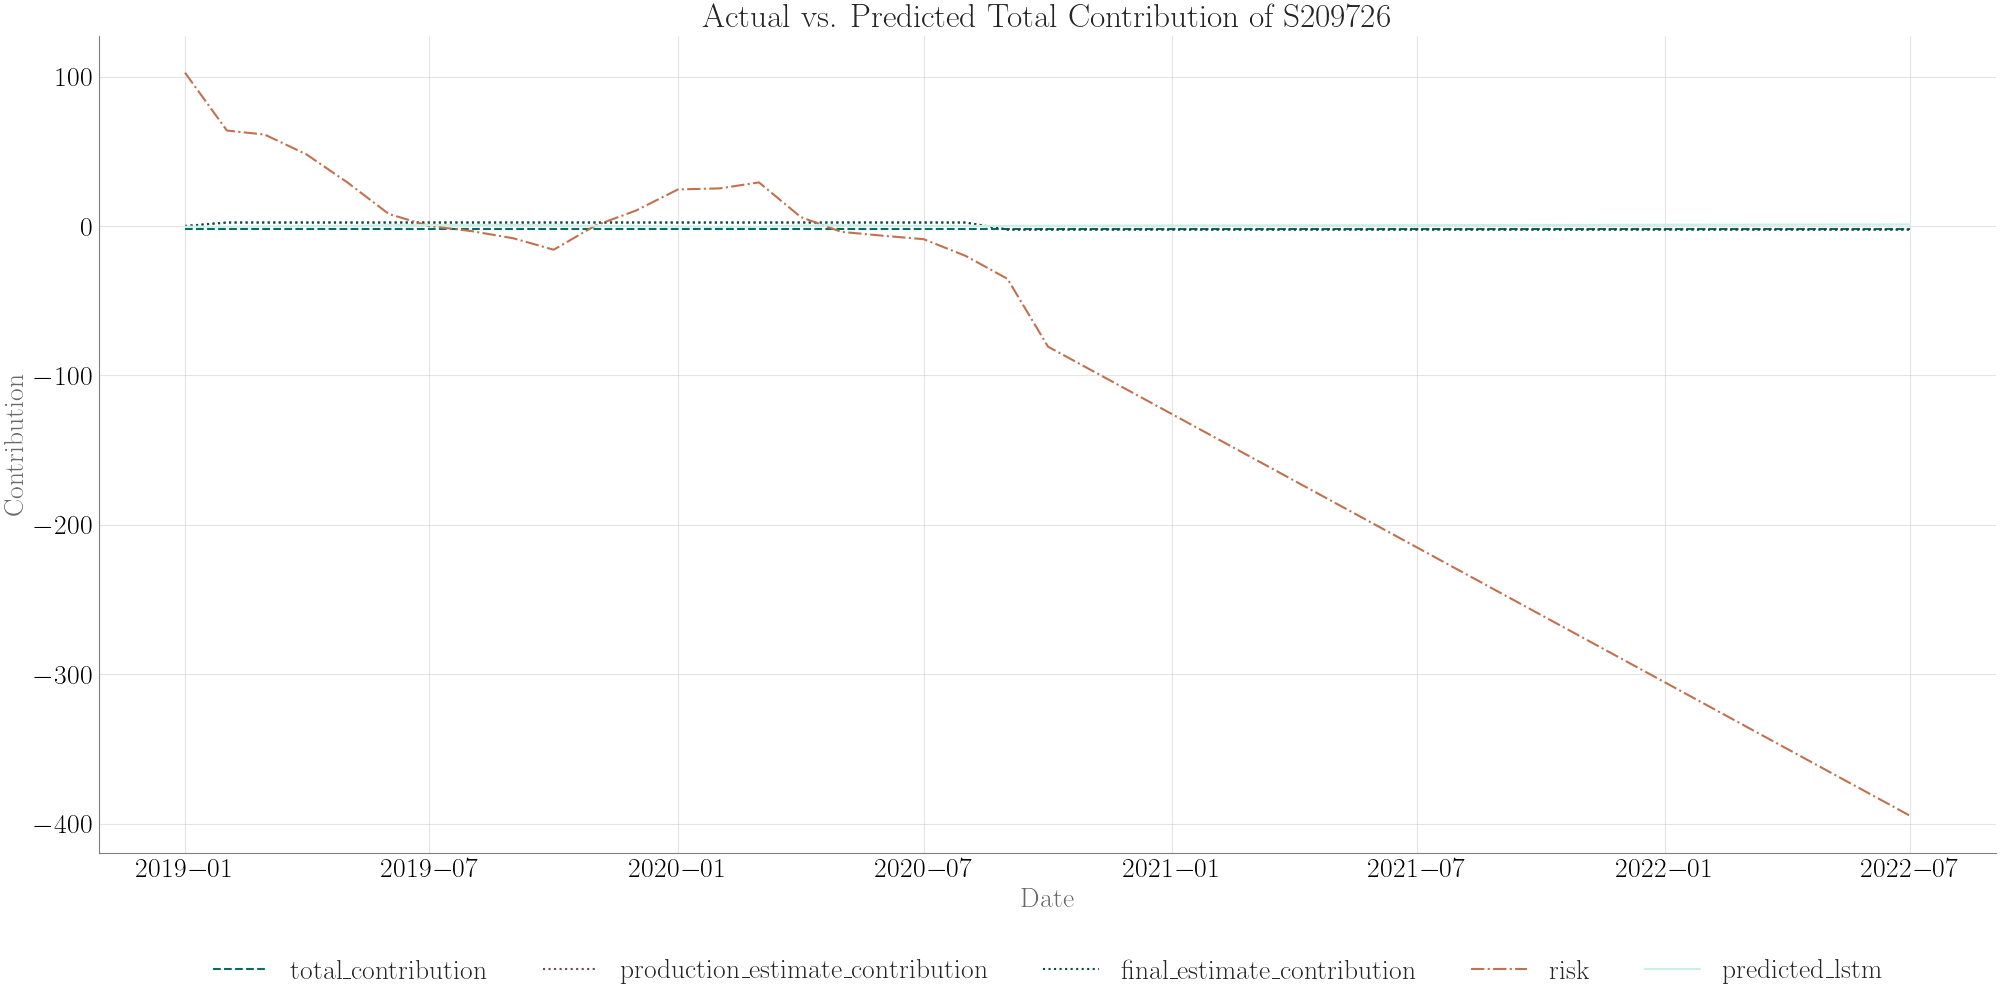 Actual vs. Predicted Total Contribution of S209726
100
0
−100
−200
−300
−400
Contribution
2019−01 2019−07 2020−01 2020−07 2021−01 2021−07 2022−01 2022−07
Date
total_contribution production_estimate_contribution final_estimate_contribution risk predicted_lstm